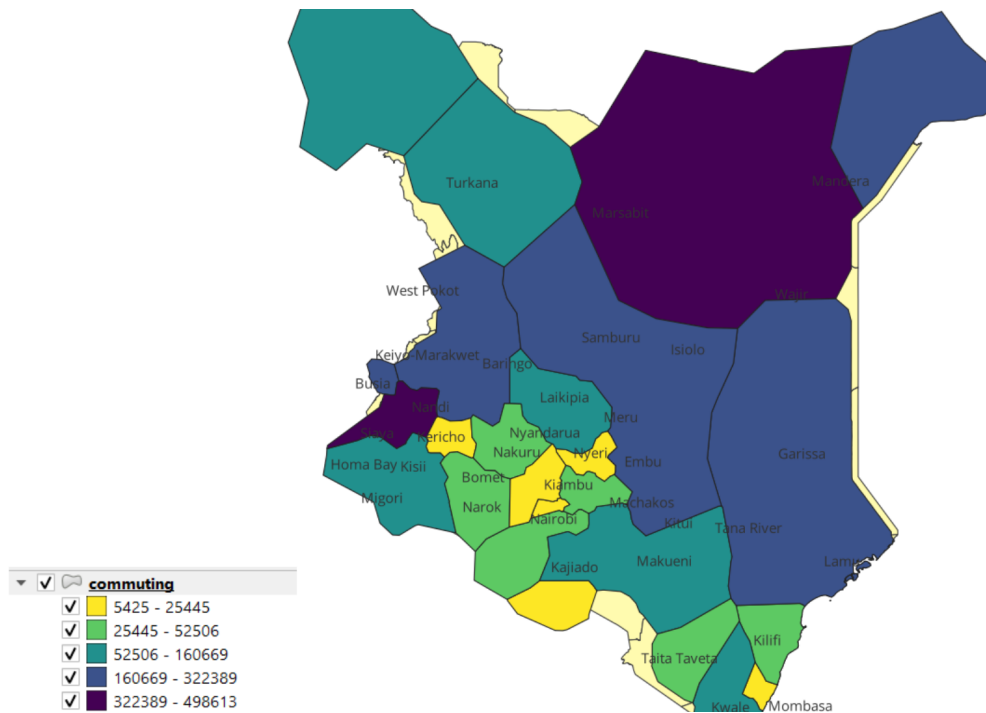 Turkana
Mandera
Marsabit
West Pokot
Wajir
Samburu
Isiolo
Keiyo-Marakwet
Baringo
Busia
Laikipia
Nandi
Meru
Siaya
Kericho
Nyandarua
Nakuru
Nyeri
Garissa
Homa Bay
Kisii
Embu
Bomet
Kiambu
Migori
Narok
Machakos
Nairobi
Kitui
Tana River
Kajiado
Makueni
Lamu
commuting
5425 - 25445
25445 - 52506
52506 - 160669
160669 - 322389
322389 - 498613
Kilifi
Taita Taveta
Kwale
Mombasa